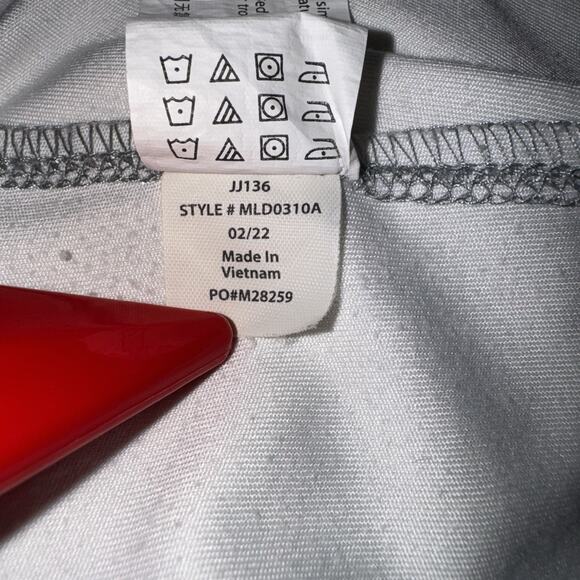 JJ136
STYLE # MLD0310A
02/22
Made In
Vietnam
PO#M28259